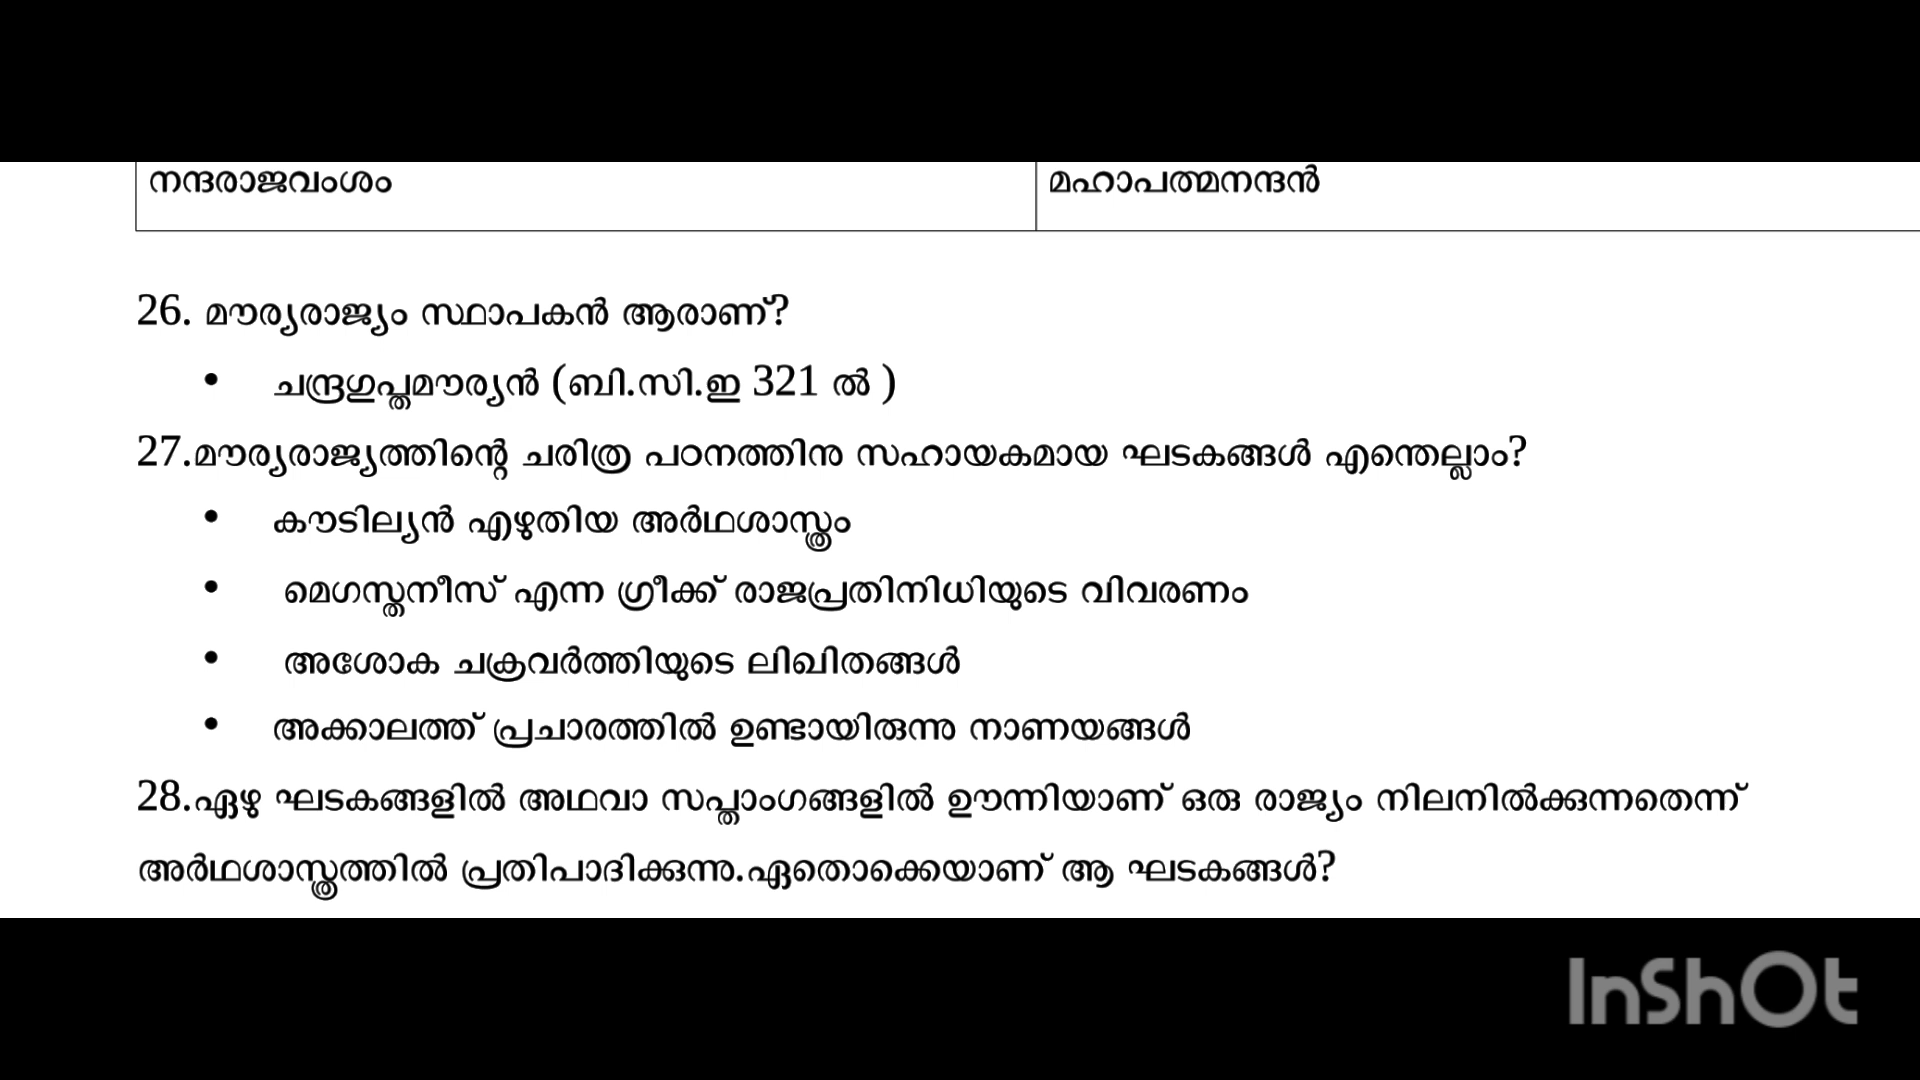 നന്ദരാജവംശം മഹാപത്മനന്ദൻ
26. മൗര്യരാജ്യം സ്ഥാപകൻ ആരാണ്?
• ചന്ദ്രഗുപ്തമൗര്യൻ (ബി.സി.ഇ 321 ൽ )
27.മൗര്യരാജ്യത്തിന്റെ ചരിത്ര പഠനത്തിനു സഹായകമായ ഘടകങ്ങൾ എന്തെല്ലാം?
• കൗടില്യൻ എഴുതിയ അർഥശാസ്ത്രം
• മെഗസ്തനീസ് എന്ന ഗ്രീക്ക് രാജപ്രതിനിധിയുടെ വിവരണം
• അശോക ചക്രവർത്തിയുടെ ലിഖിതങ്ങൾ
• അക്കാലത്ത് പ്രചാരത്തിൽ ഉണ്ടായിരുന്നു നാണയങ്ങൾ
28.ഏഴു ഘടകങ്ങളിൽ അഥവാ സപ്താംഗങ്ങളിൽ ഊന്നിയാണ് ഒരു രാജ്യം നിലനിൽക്കുന്നതെന്ന്
അർഥശാസ്ത്രത്തിൽ പ്രതിപാദിക്കുന്നു.ഏതൊക്കെയാണ് ആ ഘടകങ്ങൾ?
InShOt